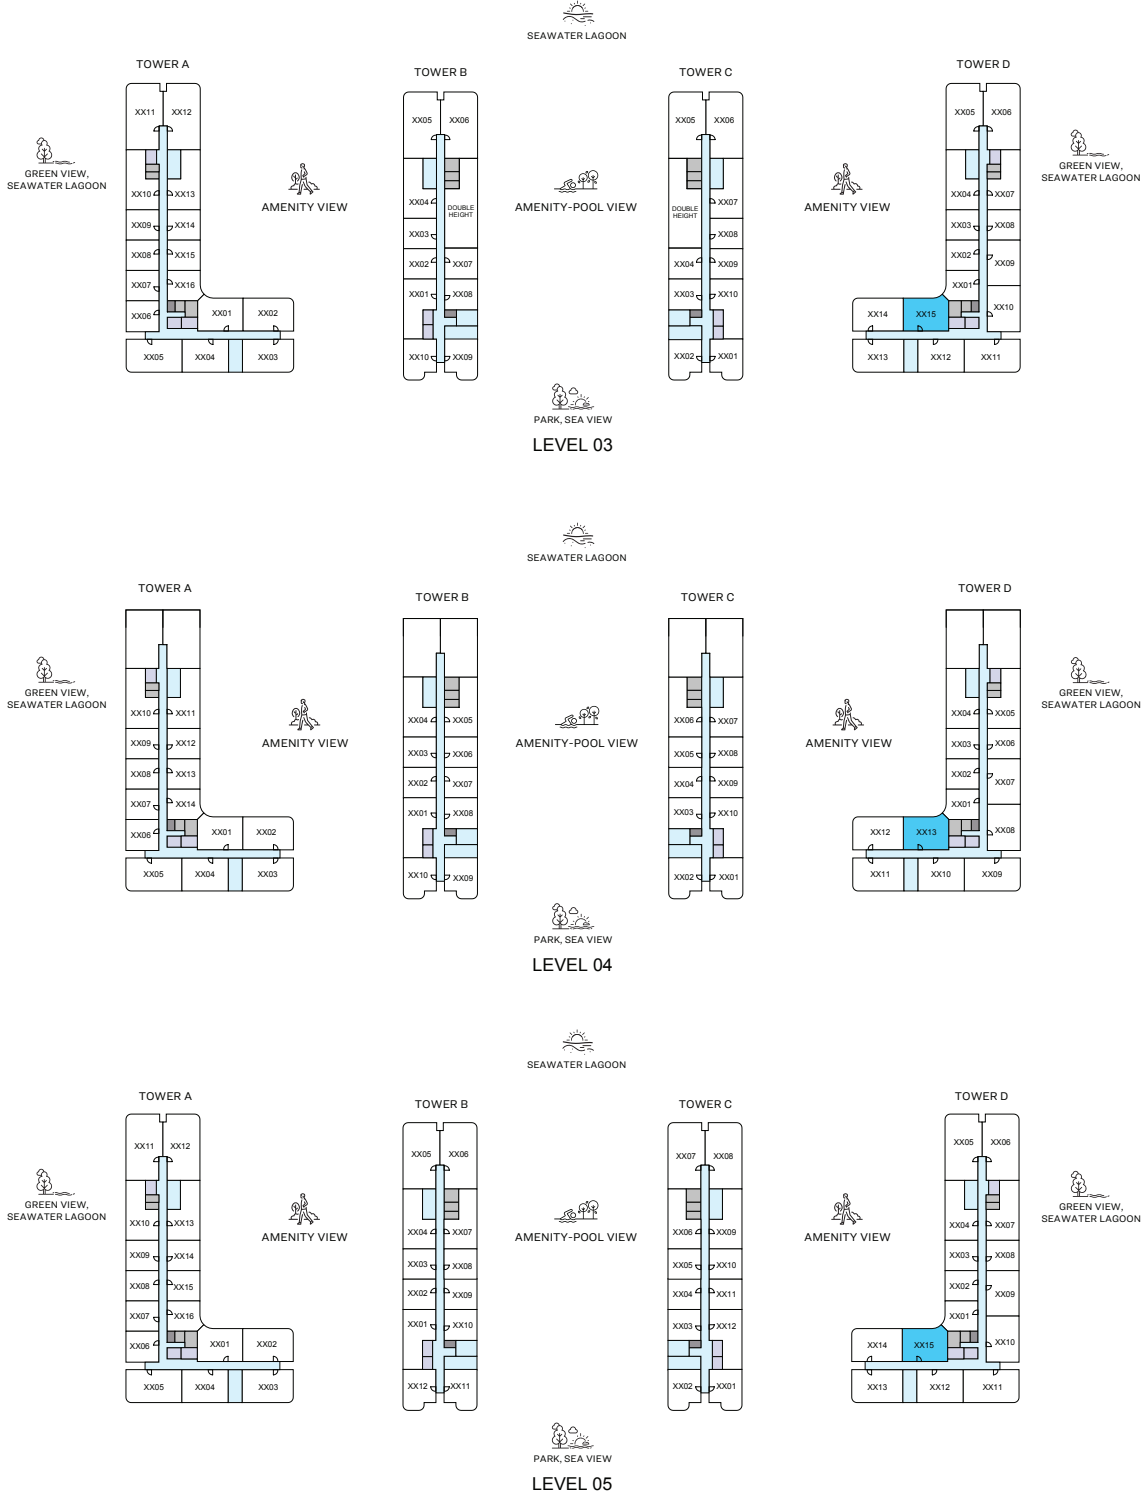 SEAWATER LAGOON
TOWER A
TOWER B
TOWER C
TOWER D
XX11 XX12
XX05 XX06
XX05 XX06
XX05 XX06
GREEN VIEW,
SEAWATER LAGOON
AMENITY VIEW
AMENITY-POOL VIEW
AMENITY VIEW
GREEN VIEW,
SEAWATER LAGOON
XX10 XX13
XX09 XX14
XX08 XX15
XX07 XX16
XX06 XX01 XX02
XX05 XX04 XX03
XX04 DOUBLE
HEIGHT
XX03
XX02 XX07
XX01 XX08
XX10 XX09
DOUBLE
HEIGHT
XX07
XX08
XX04 XX09
XX03 XX10
XX02 XX01
XX04 XX07
XX03 XX08
XX02 XX09
XX01 XX10
XX14 XX15
XX13 XX12 XX11
PARK, SEA VIEW
LEVEL 03
SEAWATER LAGOON
TOWER A
TOWER B
TOWER C
TOWER D
GREEN VIEW,
SEAWATER LAGOON
AMENITY VIEW
AMENITY-POOL VIEW
AMENITY VIEW
GREEN VIEW,
SEAWATER LAGOON
XX10 XX11
XX09 XX12
XX08 XX13
XX07 XX14
XX06 XX01 XX02
XX05 XX04 XX03
XX04 XX05
XX03 XX06
XX02 XX07
XX01 XX08
XX10 XX09
XX06 XX07
XX05 XX08
XX04 XX09
XX03 XX10
XX02 XX01
XX04 XX05
XX03 XX06
XX02 XX07
XX01 XX08
XX12 XX13
XX11 XX10 XX09
PARK, SEA VIEW
LEVEL 04
SEAWATER LAGOON
TOWER A
TOWER B
TOWER C
TOWER D
XX11 XX12
XX05 XX06
XX07 XX08
XX05 XX06
GREEN VIEW,
SEAWATER LAGOON
AMENITY VIEW
AMENITY-POOL VIEW
AMENITY VIEW
GREEN VIEW,
SEAWATER LAGOON
XX10 XX13
XX09 XX14
XX08 XX15
XX07 XX16
XX06 XX01 XX02
XX05 XX04 XX03
XX04 XX07
XX03 XX08
XX02 XX09
XX01 XX10
XX12 XX11
XX06 XX09
XX05 XX10
XX04 XX11
XX03 XX12
XX02 XX01
XX04 XX07
XX03 XX08
XX02 XX09
XX01 XX10
XX14 XX15
XX13 XX12 XX11
PARK, SEA VIEW
LEVEL 05